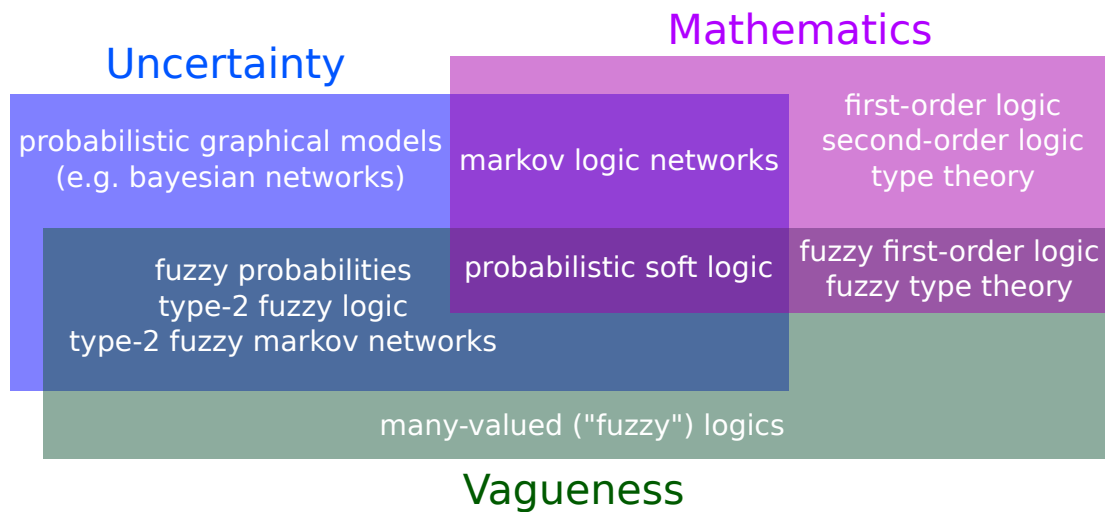 Mathematics
Uncertainty
probabilistic graphical models
(e.g. bayesian networks)
markov logic networks
first-order logic
second-order logic
type theory
fuzzy probabilities
type-2 fuzzy logic
type-2 fuzzy markov networks
probabilistic soft logic
fuzzy first-order logic
fuzzy type theory
many-valued ("fuzzy") logics
Vagueness